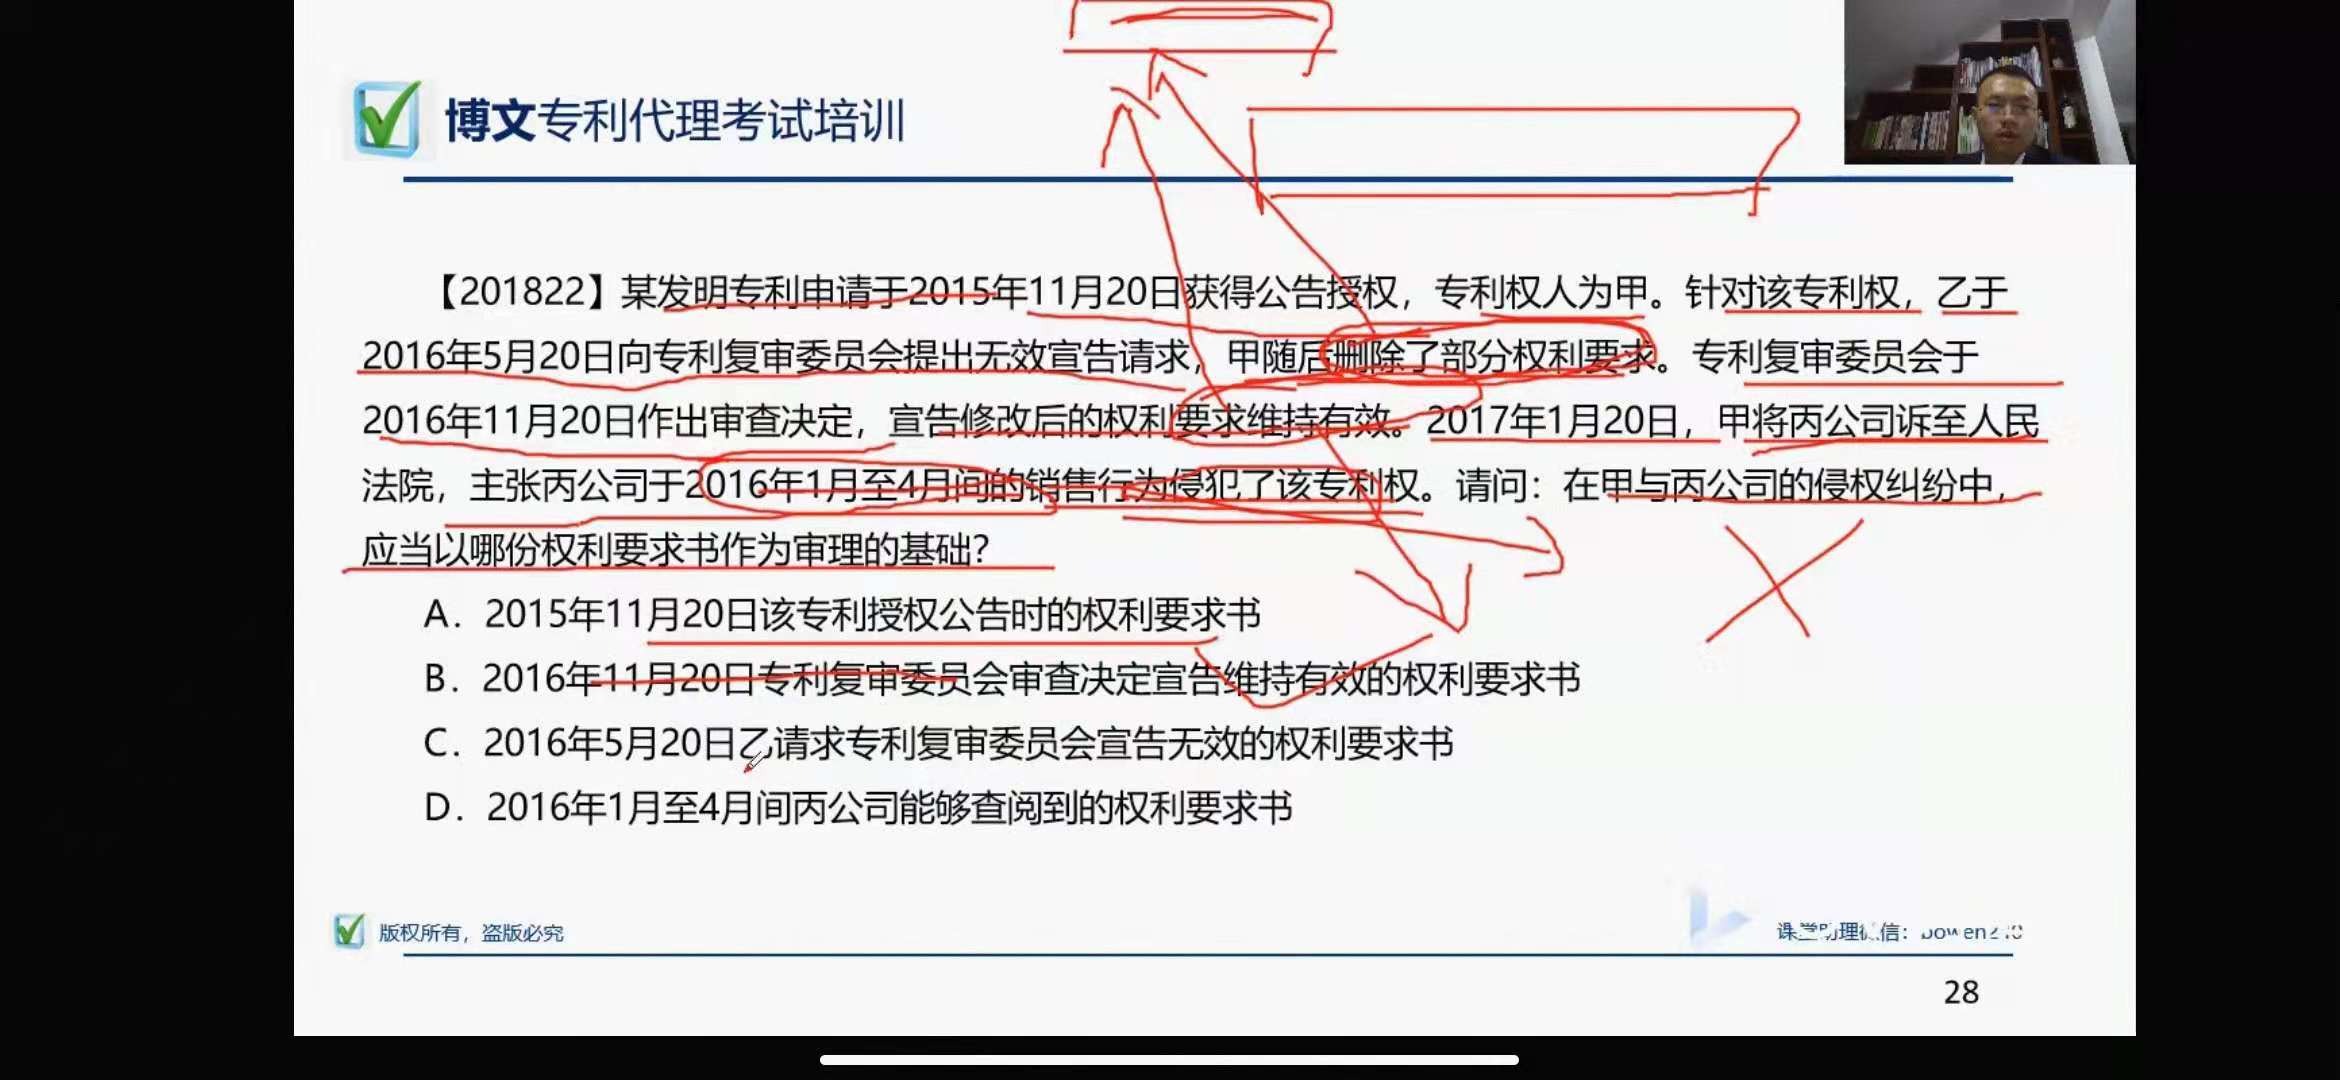 博文专利代理考试培训
【201822】某发明专利申请于2015年11月20日获得公告授权，专利权人为甲。针对该专利权，乙于
2016年5月20日向专利复审委员会提出无效宣告请求，甲随后删除了部分权利要求。专利复审委员会于
2016年11月20日作出审查决定，宣告修改后的权利要求维持有效。2017年1月20日，甲将丙公司诉至人民
法院，主张丙公司于2016年1月至4月间的销售行为侵犯了该专利权。请问：在甲与丙公司的侵权纠纷中，
应当以哪份权利要求书作为审理的基础？
A．2015年11月20日该专利授权公告时的权利要求书
B．2016年11月20日专利复审委员会审查决定宣告维持有效的权利要求书
C．2016年5月20日乙请求专利复审委员会宣告无效的权利要求书
D．2016年1月至4月间丙公司能够查阅到的权利要求书
版权所有，盗版必究
28